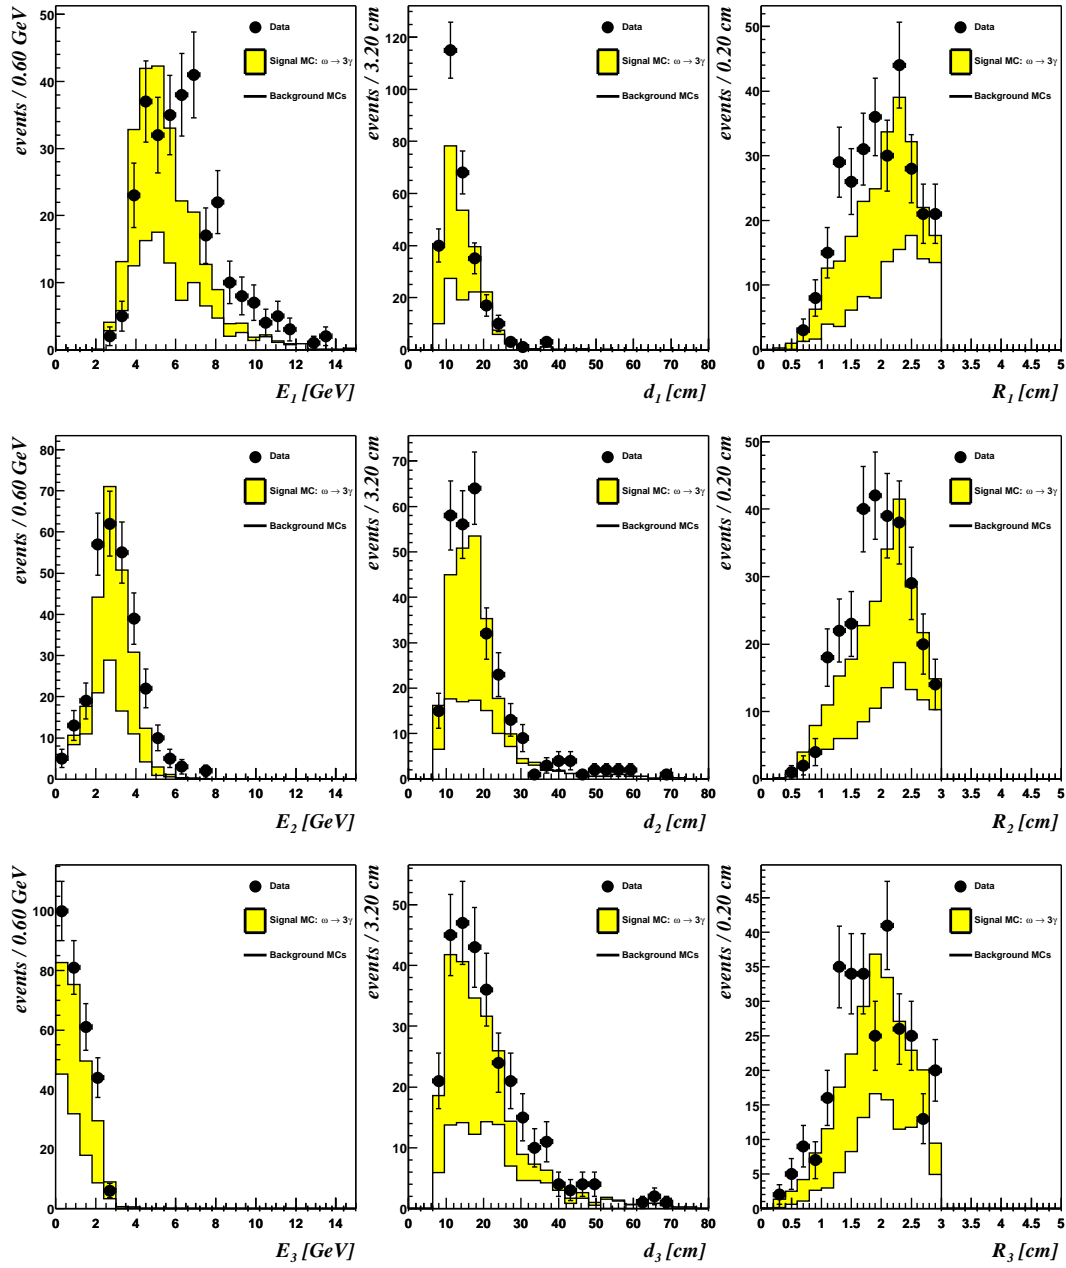 events / 0.60 GeV
50
40
30
20
10
0
0 2 4 6 8 10 12 14
E1 [GeV]
Data
Signal MC: ω → 3γ
Background MCs
events / 3.20 cm
120
100
80
60
40
20
0
0 10 20 30 40 50 60 70 80
d1 [cm]
Data
Signal MC: ω → 3γ
Background MCs
events / 0.20 cm
50
40
30
20
10
0
0 0.5 1 1.5 2 2.5 3 3.5 4 4.5 5
R1 [cm]
Data
Signal MC: ω → 3γ
Background MCs
events / 0.60 GeV
80
70
60
50
40
30
20
10
0
0 2 4 6 8 10 12 14
E2 [GeV]
Data
Signal MC: ω → 3γ
Background MCs
events / 3.20 cm
70
60
50
40
30
20
10
0
0 10 20 30 40 50 60 70 80
d2 [cm]
Data
Signal MC: ω → 3γ
Background MCs
events / 0.20 cm
50
40
30
20
10
0
0 0.5 1 1.5 2 2.5 3 3.5 4 4.5 5
R2 [cm]
Data
Signal MC: ω → 3γ
Background MCs
events / 0.60 GeV
100
80
60
40
20
0
0 2 4 6 8 10 12 14
E3 [GeV]
Data
Signal MC: ω → 3γ
Background MCs
events / 3.20 cm
50
40
30
20
10
0
0 10 20 30 40 50 60 70 80
d3 [cm]
Data
Signal MC: ω → 3γ
Background MCs
events / 0.20 cm
45
40
35
30
25
20
15
10
5
0
0 0.5 1 1.5 2 2.5 3 3.5 4 4.5 5
R3 [cm]
Data
Signal MC: ω → 3γ
Background MCs